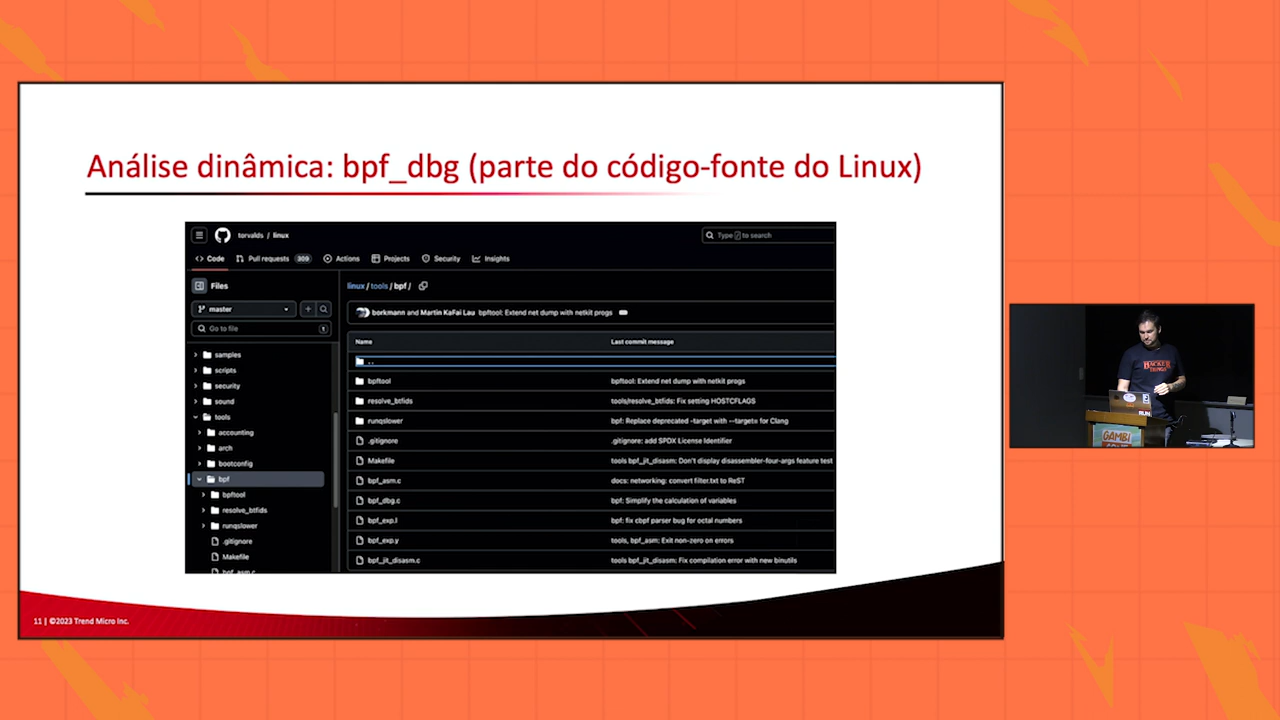 Análise dinâmica: bpf_dbg (parte do código-fonte do Linux)
torvalds / linux
Type / to search
Code
Pull requests 309
Actions
Projects
Security
Insights
Files
master
Go to file
t
samples
scripts
security
sound
tools
accounting
arch
bootconfig
bpf
bpftool
resolve_btfids
runqslower
.gitignore
Makefile
bpf_asm.c
linux / tools / bpf /
borkmann and Martin KaFai Lau bpftool: Extend net dump with netkit progs
Name Last commit message
..
bpftool bpftool: Extend net dump with netkit progs
resolve_btfids tools/resolve_btfids: Fix setting HOSTCFLAGS
runqslower bpf: Replace deprecated -target with --target= for Clang
.gitignore .gitignore: add SPDX License Identifier
Makefile tools bpf_jit_disasm: Don't display disassembler-four-args feature test
bpf_asm.c docs: networking: convert filter.txt to ReST
bpf_dbg.c bpf: Simplify the calculation of variables
bpf_exp.l bpf: fix cbpf parser bug for octal numbers
bpf_exp.y tools, bpf_asm: Exit non-zero on errors
bpf_jit_disasm.c tools bpf_jit_disasm: Fix compilation error with new binutils
11 | ©2023 Trend Micro Inc.
HACKER
THINGS
RUN
GAMBI
CONF